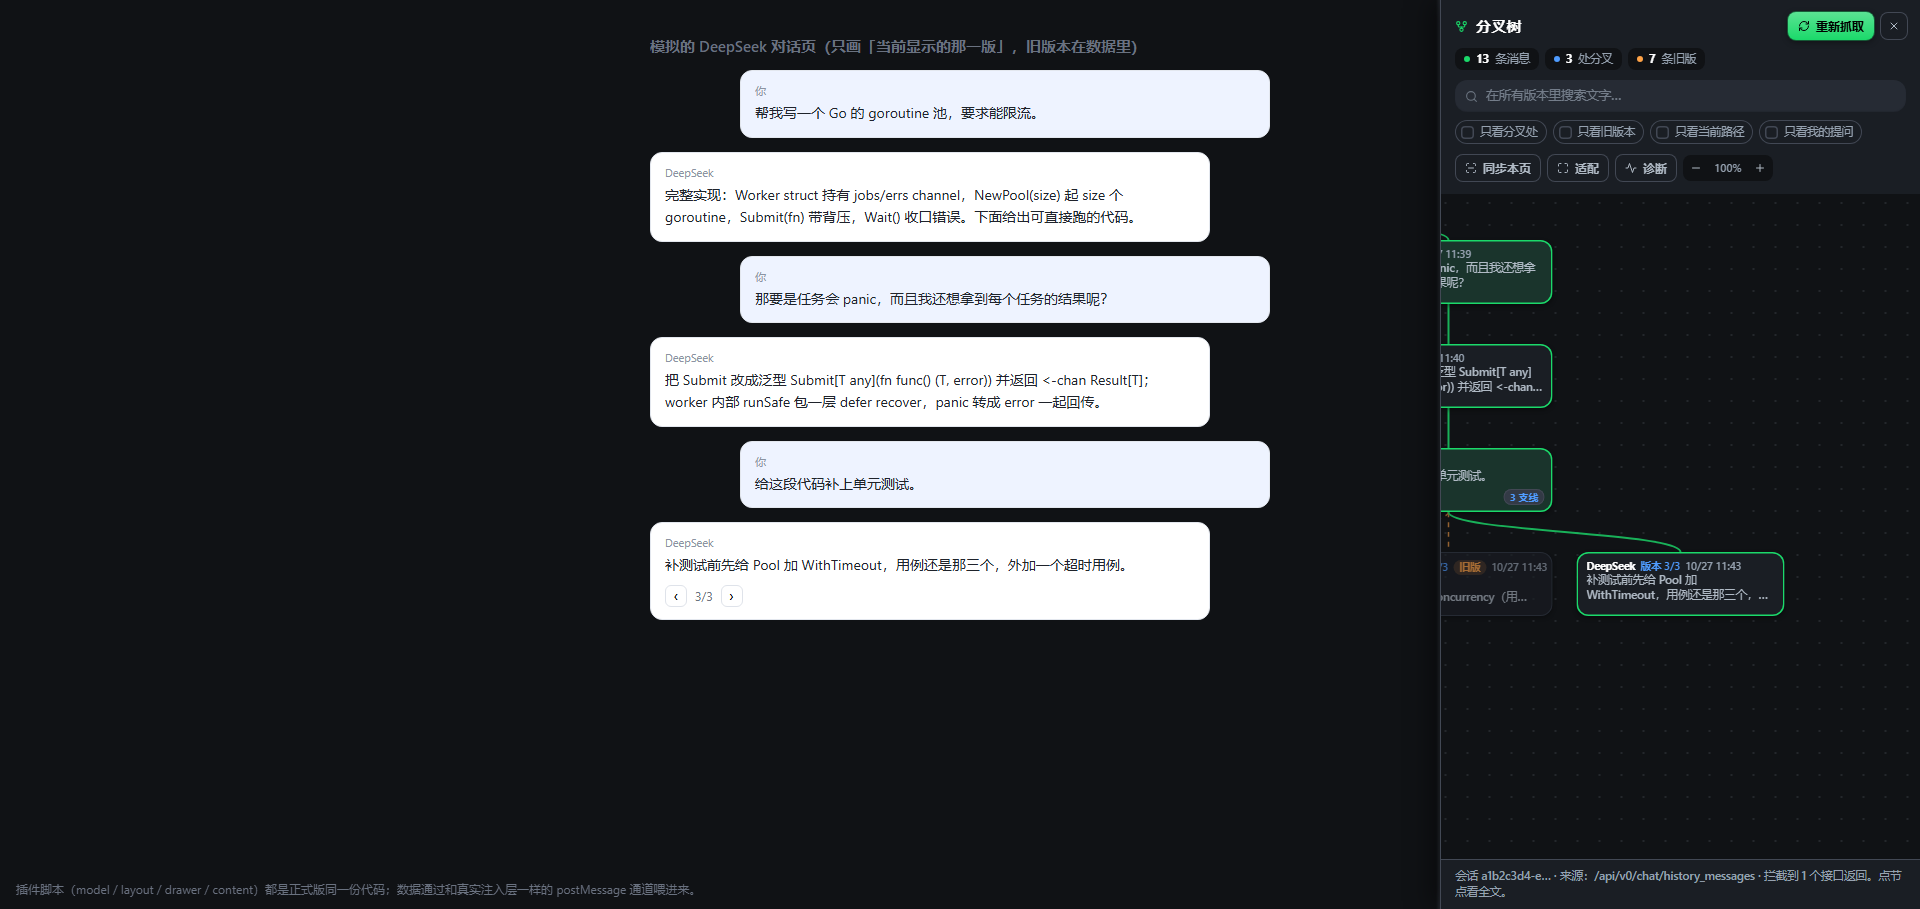 模拟的 DeepSeek 对话页（只画「当前显示的那一版」，旧版本在数据里）
你
帮我写一个 Go 的 goroutine 池，要求能限流。
DeepSeek
完整实现：Worker struct 持有 jobs/errs channel，NewPool(size) 起 size 个
goroutine，Submit(fn) 带背压，Wait() 收口错误。下面给出可直接跑的代码。
你
那要是任务会 panic，而且我还想拿到每个任务的结果呢？
DeepSeek
把 Submit 改成泛型 Submit[T any](fn func() (T, error)) 并返回 <-chan Result[T]；
worker 内部 runSafe 包一层 defer recover，panic 转成 error 一起回传。
你
给这段代码补上单元测试。
DeepSeek
补测试前先给 Pool 加 WithTimeout，用例还是那三个，外加一个超时用例。
‹ 3/3 ›
插件脚本（model / layout / drawer / content）都是正式版同一份代码；数据通过和真实注入层一样的 postMessage 通道喂进来。
分叉树
重新抓取
×
13 条消息
3 处分叉
7 条旧版
在所有版本里搜索文字...
只看分叉处
只看旧版本
只看当前路径
只看我的提问
同步本页
适配
诊断
− 100% +
11:39
nic，而且我还想拿
果呢？
11:40
型 Submit[T any]
or)) 并返回 <-chan...
单元测试。
3 支线
/3 旧版 10/27 11:43
oncurrency（用...
DeepSeek 版本 3/3 10/27 11:43
补测试前先给 Pool 加
WithTimeout，用例还是那三个，...
会话 a1b2c3d4-e... · 来源：/api/v0/chat/history_messages · 拦截到 1 个接口返回。点节
点看全文。